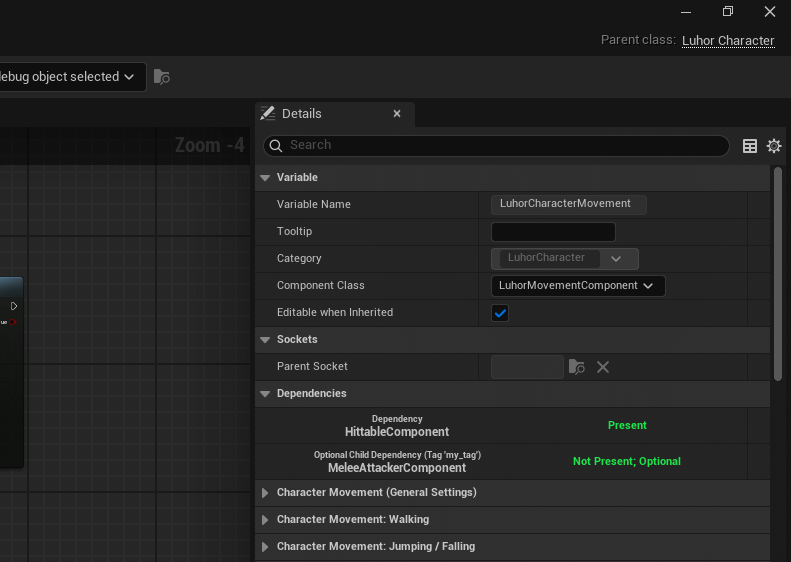 Parent class: Luhor Character
debug object selected
Details
Zoom -4
Search
Variable
Variable Name LuhorCharacterMovement
Tooltip
Category LuhorCharacter
Component Class LuhorMovementComponent
Editable when Inherited
Sockets
Parent Socket
Dependencies
Dependency
HittableComponent
Present
Optional Child Dependency (Tag 'my_tag')
MeleeAttackerComponent
Not Present; Optional
Character Movement (General Settings)
Character Movement: Walking
Character Movement: Jumping / Falling